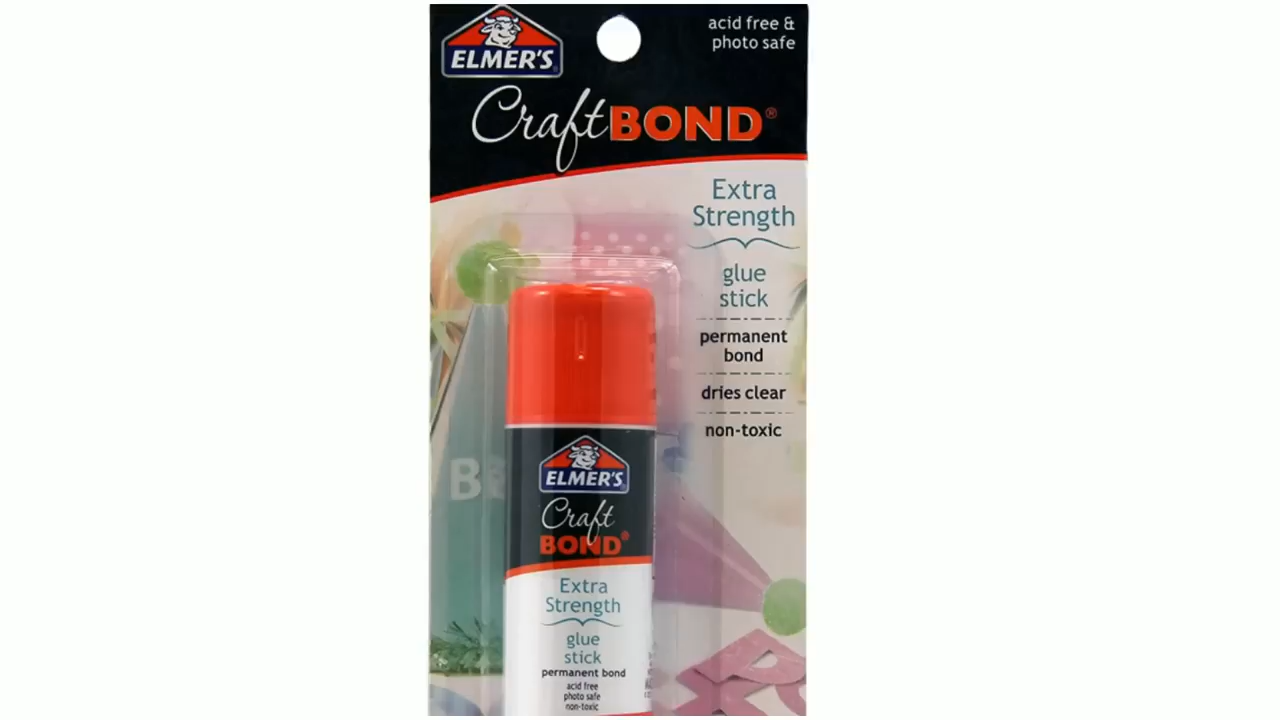 acid free &
photo safe
ELMER'S
CraftBOND®
Extra
Strength
glue
stick
permanent
bond
dries clear
non-toxic
ELMER'S
Craft
BOND®
Extra
Strength
glue
stick
permanent bond
acid free
photo safe
non-toxic